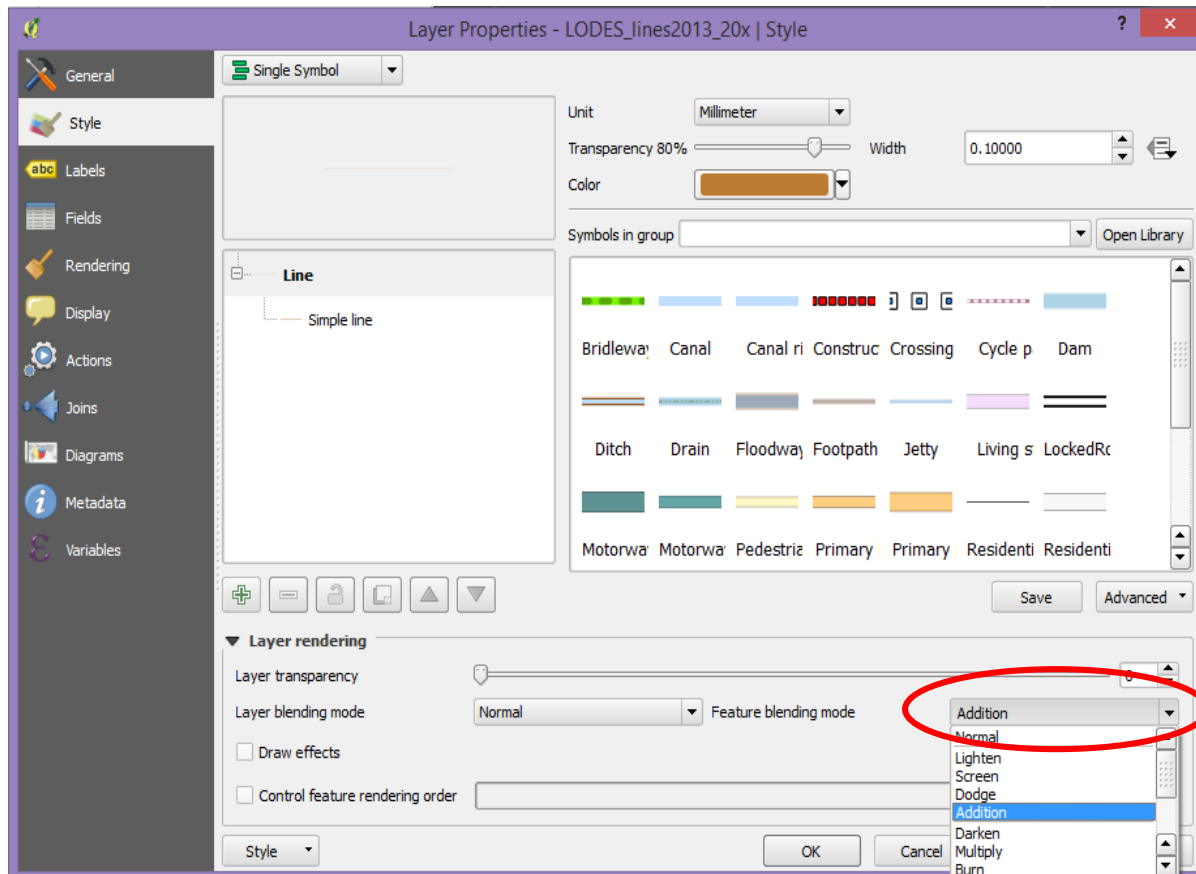 Layer Properties - LODES_lines2013_20x | Style
?
General
Style
Labels
Fields
Rendering
Display
Actions
Joins
Diagrams
Metadata
Variables
abc
Single Symbol
Unit
Millimeter
Transparency 80%
Width
0.10000
Color
Symbols in group
Open Library
Line
Simple line
Bridleway Canal Canal ri Construc Crossing Cycle p Dam
Ditch Drain Floodway Footpath Jetty Living s LockedRo
Motorwa Motorwa Pedestria Primary Primary Residenti Residenti
Save
Advanced
Layer rendering
Layer transparency
0
Layer blending mode
Normal
Feature blending mode
Addition
Normal
Lighten
Screen
Dodge
Addition
Darken
Multiply
Burn
Draw effects
Control feature rendering order
Style
OK
Cancel